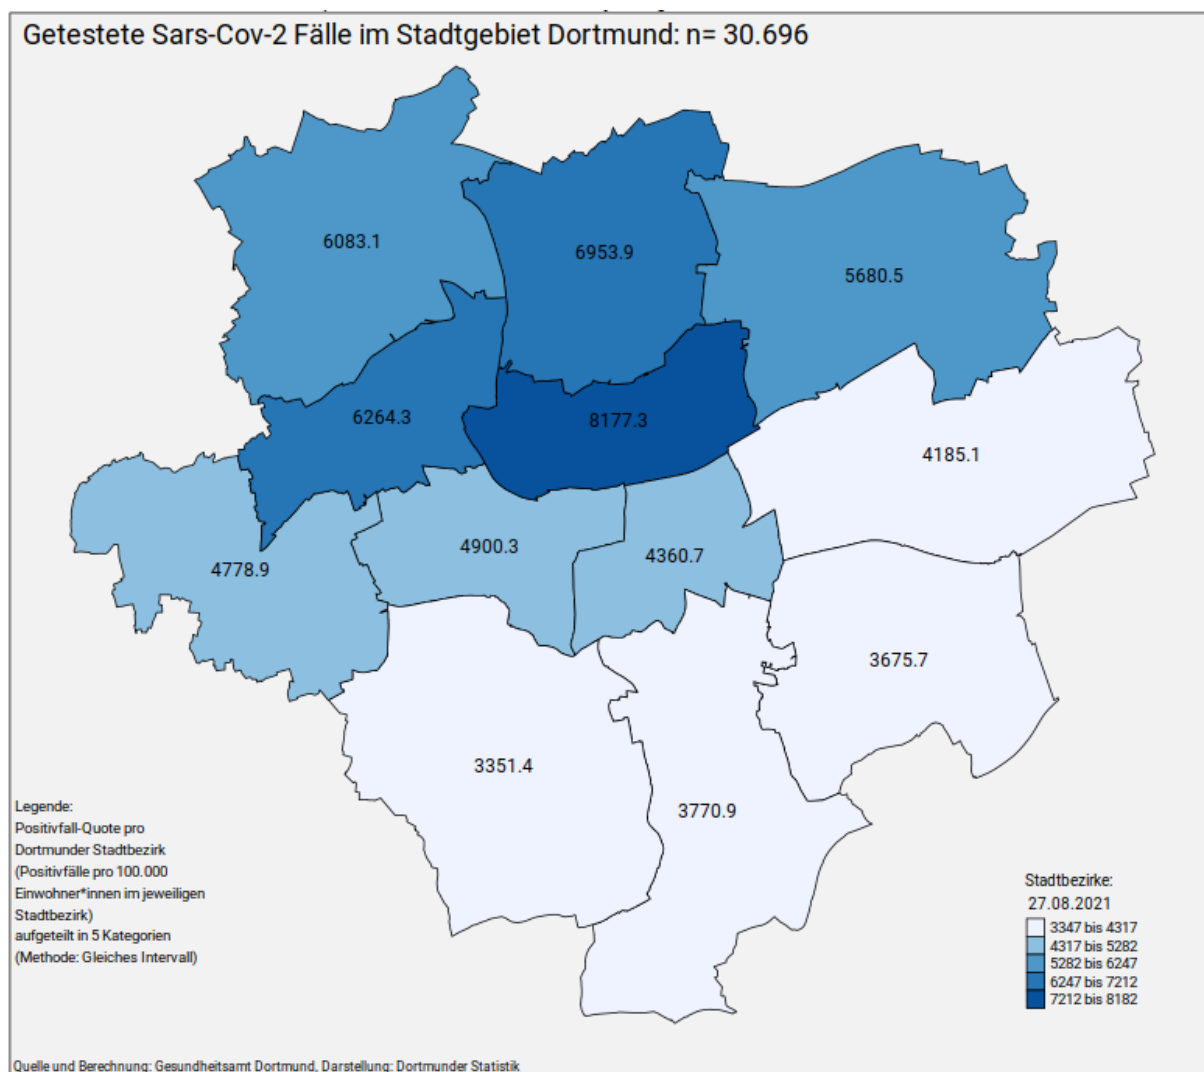 Getestete Sars-Cov-2 Fälle im Stadtgebiet Dortmund: n= 30.696
6083.1
6953.9
5680.5
6264.3
8177.3
4185.1
4778.9
4900.3
4360.7
3675.7
3351.4
3770.9
Legende:
Positivfall-Quote pro
Dortmunder Stadtbezirk
(Positivfälle pro 100.000
Einwohner*innen im jeweiligen
Stadtbezirk)
aufgeteilt in 5 Kategorien
(Methode: Gleiches Intervall)
Stadtbezirke:
27.08.2021
3347 bis 4317
4317 bis 5282
5282 bis 6247
6247 bis 7212
7212 bis 8182
Quelle und Berechnung: Gesundheitsamt Dortmund, Darstellung: Dortmunder Statistik